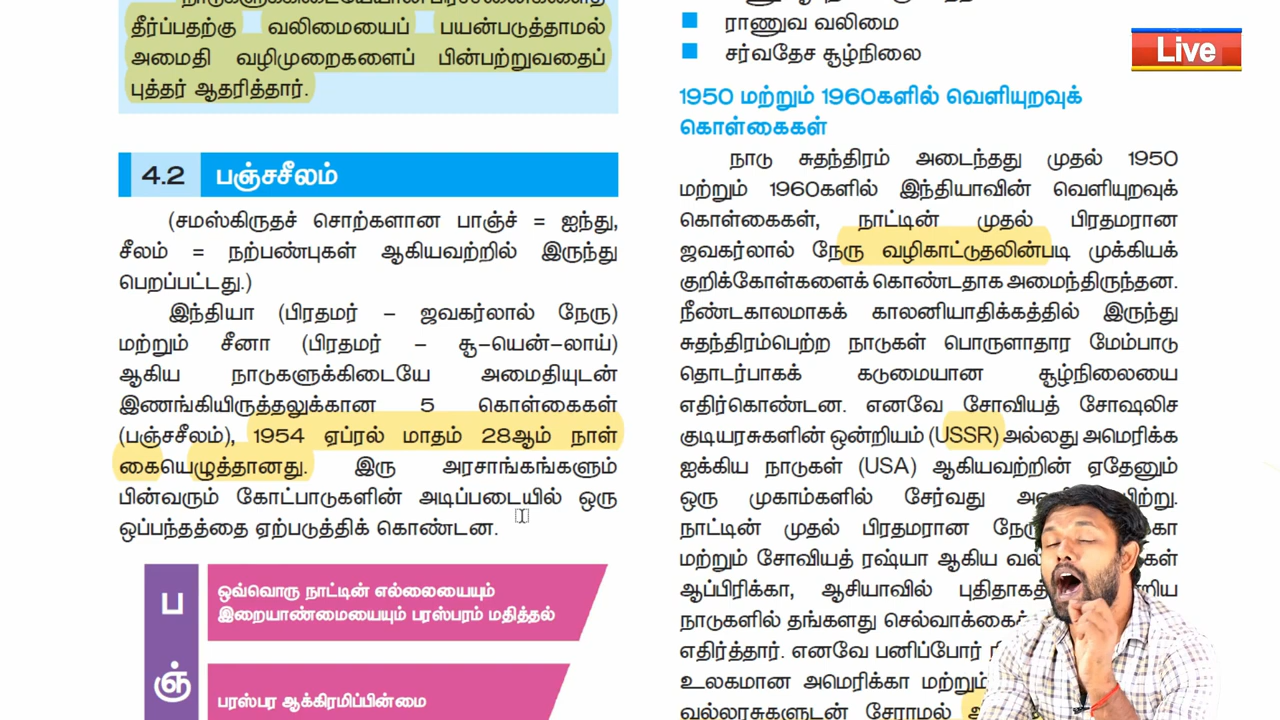 தீர்ப்பதற்கு வலிமையைப் பயன்படுத்தாமல்
அமைதி வழிமுறைகளைப் பின்பற்றுவதைப்
புத்தர் ஆதரித்தார்.
4.2 பஞ்சசீலம்
(சமஸ்கிருதச் சொற்களான பாஞ்ச் = ஐந்து,
சீலம் = நற்பண்புகள் ஆகியவற்றில் இருந்து
பெறப்பட்டது.)
இந்தியா (பிரதமர் – ஜவகர்லால் நேரு)
மற்றும் சீனா (பிரதமர் – சூ-யென்-லாய்)
ஆகிய நாடுகளுக்கிடையே அமைதியுடன்
இணங்கியிருத்தலுக்கான 5 கொள்கைகள்
(பஞ்சசீலம்), 1954 ஏப்ரல் மாதம் 28ஆம் நாள்
கையெழுத்தானது. இரு அரசாங்கங்களும்
பின்வரும் கோட்பாடுகளின் அடிப்படையில் ஒரு
ஒப்பந்தத்தை ஏற்படுத்திக் கொண்டன.
ப
ஒவ்வொரு நாட்டின் எல்லையையும்
இறையாண்மையையும் பரஸ்பரம் மதித்தல்
ஞ்
பரஸ்பர ஆக்கிரமிப்பின்மை
ராணுவ வலிமை
சர்வதேச சூழ்நிலை
1950 மற்றும் 1960களில் வெளியுறவுக்
கொள்கைகள்
நாடு சுதந்திரம் அடைந்தது முதல் 1950
மற்றும் 1960களில் இந்தியாவின் வெளியுறவுக்
கொள்கைகள், நாட்டின் முதல் பிரதமரான
ஜவகர்லால் நேரு வழிகாட்டுதலின்படி முக்கியக்
குறிக்கோள்களைக் கொண்டதாக அமைந்திருந்தன.
நீண்டகாலமாகக் காலனியாதிக்கத்தில் இருந்து
சுதந்திரம்பெற்ற நாடுகள் பொருளாதார மேம்பாடு
தொடர்பாகக் கடுமையான சூழ்நிலையை
எதிர்கொண்டன. எனவே சோவியத் சோஷலிச
குடியரசுகளின் ஒன்றியம் (USSR) அல்லது அமெரிக்க
ஐக்கிய நாடுகள் (USA) ஆகியவற்றின் ஏதேனும்
ஒரு முகாம்களில் சேர்வது
நாட்டின் முதல் பிரதமரான
மற்றும் சோவியத் ரஷ்யா ஆகிய
ஆப்பிரிக்கா, ஆசியாவில்
நாடுகளில் தங்களது
எதிர்த்தார். எனவே பனிப்போர்
உலகமான அமெரிக்கா மற்றும்
வல்லரசுகளுடன் சேராமல்
Live